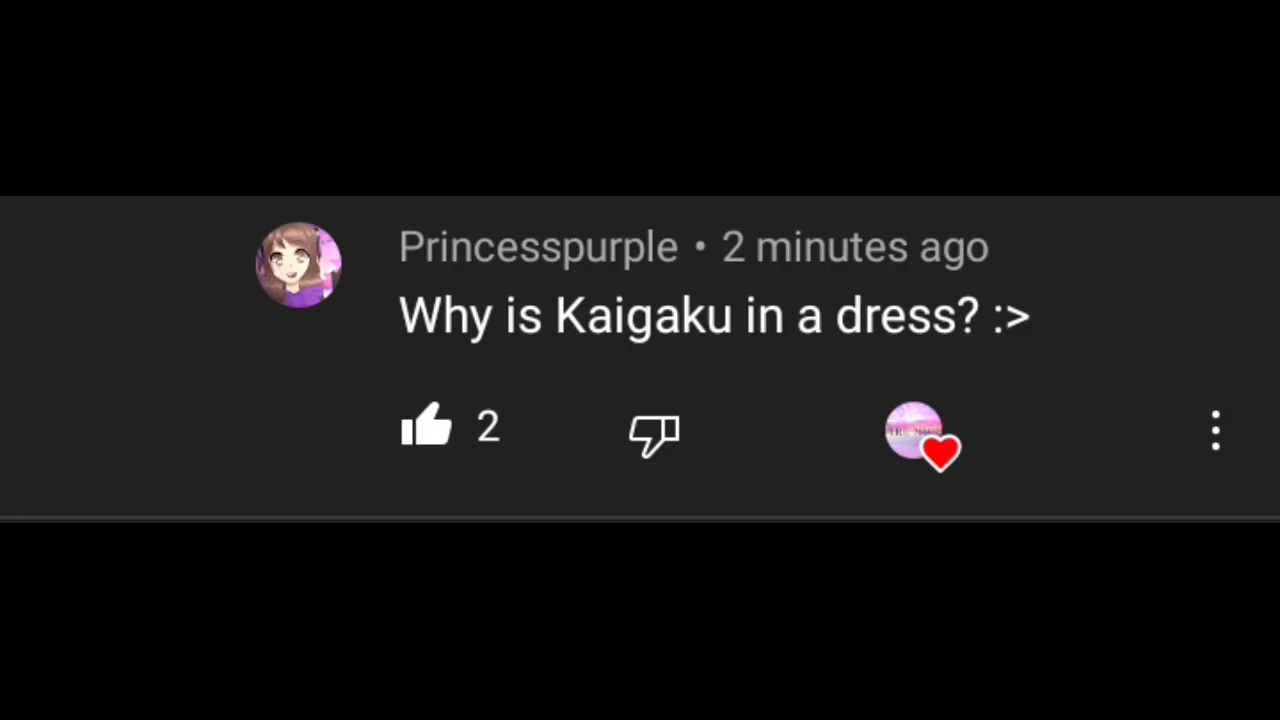 Princesspurple • 2 minutes ago
Why is Kaigaku in a dress? :>
2